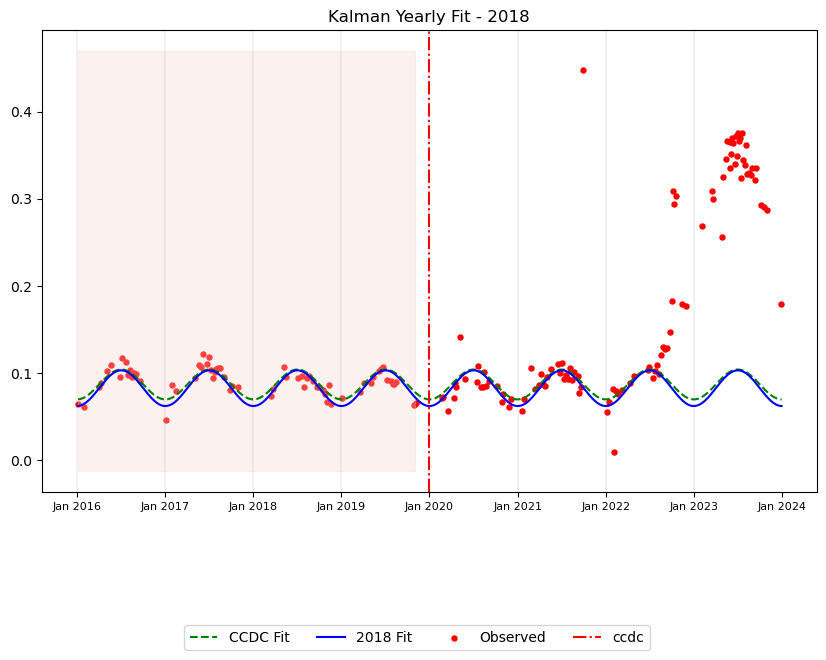 Kalman Yearly Fit - 2018
0.4
0.3
0.2
0.1
0.0
Jan 2016 Jan 2017 Jan 2018 Jan 2019 Jan 2020 Jan 2021 Jan 2022 Jan 2023 Jan 2024
CCDC Fit 2018 Fit Observed ccdc